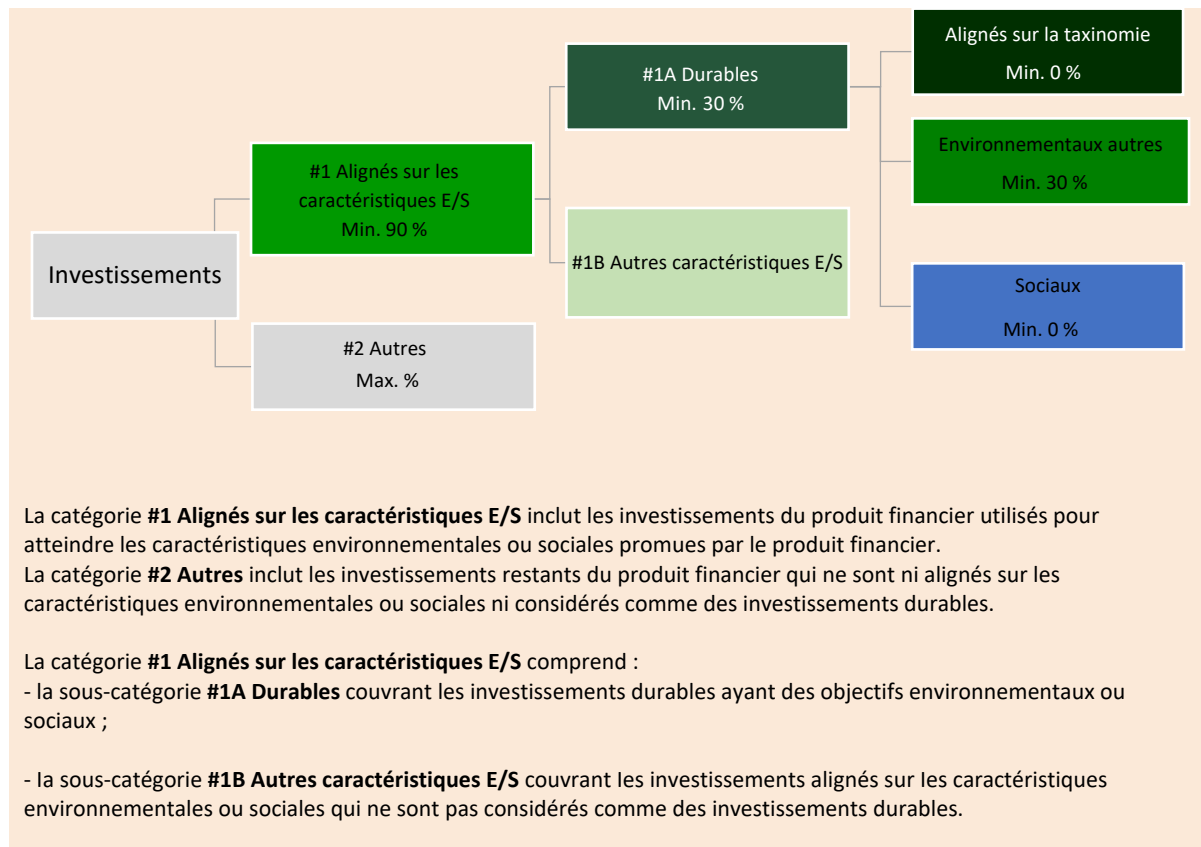 Investissements
#1 Alignés sur les
caractéristiques E/S
Min. 90 %
#2 Autres
Max. %
#1A Durables
Min. 30 %
#1B Autres caractéristiques E/S
Alignés sur la taxinomie
Min. 0 %
Environnementaux autres
Min. 30 %
Sociaux
Min. 0 %
La catégorie #1 Alignés sur les caractéristiques E/S inclut les investissements du produit financier utilisés pour
atteindre les caractéristiques environnementales ou sociales promues par le produit financier.
La catégorie #2 Autres inclut les investissements restants du produit financier qui ne sont ni alignés sur les
caractéristiques environnementales ou sociales ni considérés comme des investissements durables.
La catégorie #1 Alignés sur les caractéristiques E/S comprend :
- la sous-catégorie #1A Durables couvrant les investissements durables ayant des objectifs environnementaux ou
sociaux ;
- la sous-catégorie #1B Autres caractéristiques E/S couvrant les investissements alignés sur les caractéristiques
environnementales ou sociales qui ne sont pas considérés comme des investissements durables.